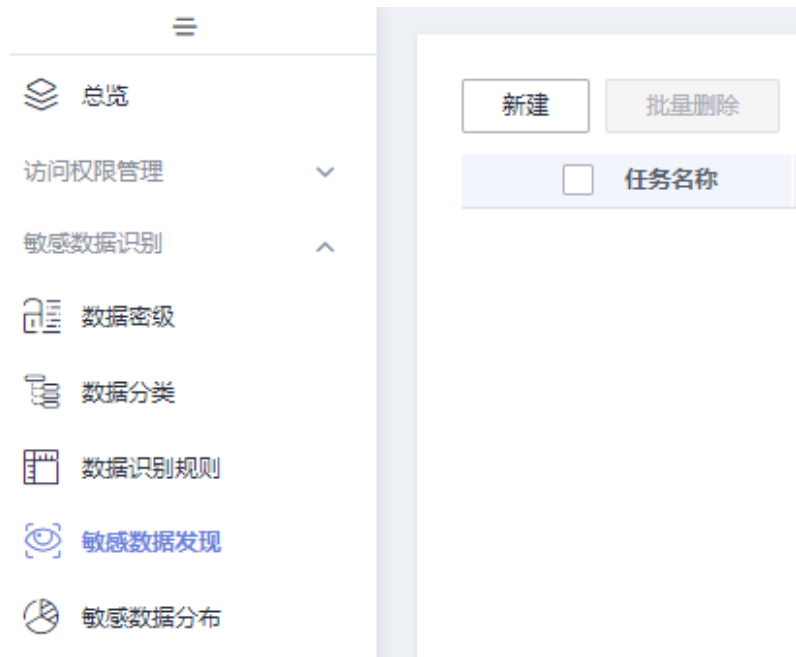 总览
访问权限管理
敏感数据识别
数据密级
数据分类
数据识别规则
敏感数据发现
敏感数据分布
新建 批量删除
任务名称